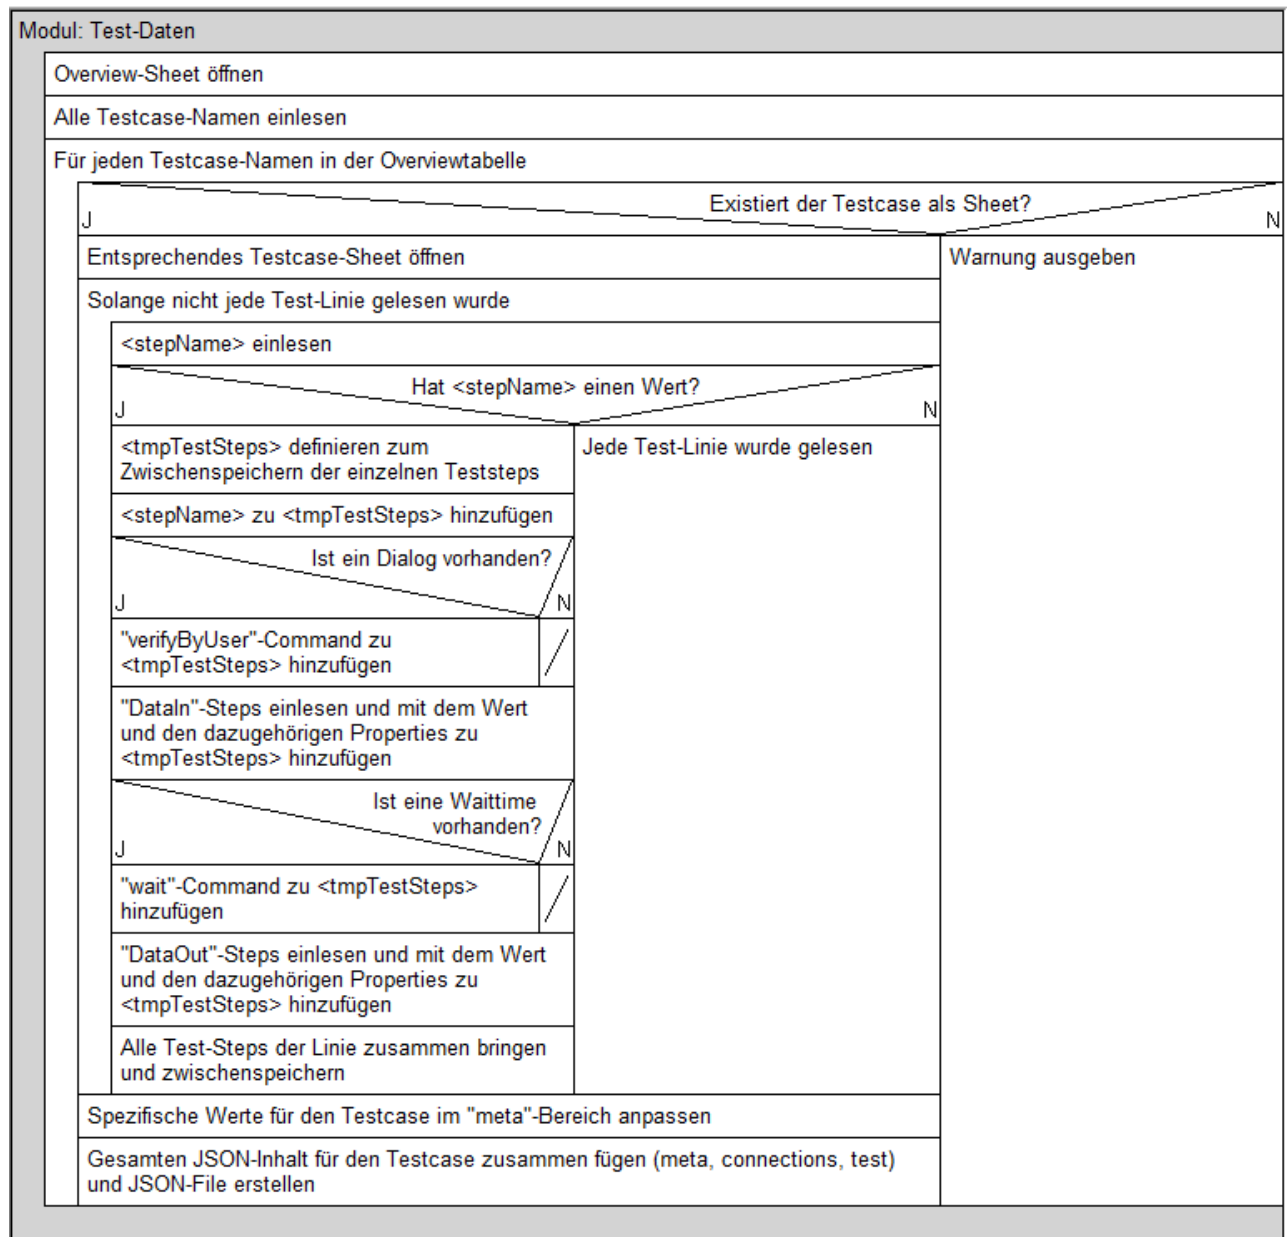 Modul: Test-Daten
Overview-Sheet öffnen
Alle Testcase-Namen einlesen
Für jeden Testcase-Namen in der Overviewtabelle
Existiert der Testcase als Sheet?
J
N
Entsprechendes Testcase-Sheet öffnen
Warnung ausgeben
Solange nicht jede Test-Linie gelesen wurde
<stepName> einlesen
Hat <stepName> einen Wert?
J
N
<tmpTestSteps> definieren zum
Zwischenspeichern der einzelnen Teststeps
Jede Test-Linie wurde gelesen
<stepName> zu <tmpTestSteps> hinzufügen
Ist ein Dialog vorhanden?
J
N
"verifyByUser"-Command zu
<tmpTestSteps> hinzufügen
"DataIn"-Steps einlesen und mit dem Wert
und den dazugehörigen Properties zu
<tmpTestSteps> hinzufügen
Ist eine Waittime
vorhanden?
J
N
"wait"-Command zu <tmpTestSteps>
hinzufügen
"DataOut"-Steps einlesen und mit dem Wert
und den dazugehörigen Properties zu
<tmpTestSteps> hinzufügen
Alle Test-Steps der Linie zusammen bringen
und zwischenspeichern
Spezifische Werte für den Testcase im "meta"-Bereich anpassen
Gesamten JSON-Inhalt für den Testcase zusammen fügen (meta, connections, test)
und JSON-File erstellen